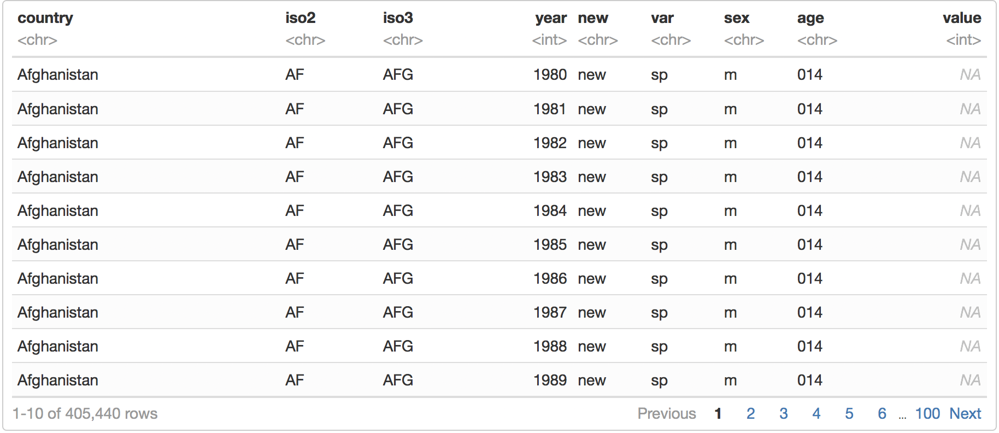 country iso2 iso3 year new var sex age value
<chr> <chr> <chr> <int> <chr> <chr> <chr> <chr> <int>
Afghanistan AF AFG 1980 new sp m 014 NA
Afghanistan AF AFG 1981 new sp m 014 NA
Afghanistan AF AFG 1982 new sp m 014 NA
Afghanistan AF AFG 1983 new sp m 014 NA
Afghanistan AF AFG 1984 new sp m 014 NA
Afghanistan AF AFG 1985 new sp m 014 NA
Afghanistan AF AFG 1986 new sp m 014 NA
Afghanistan AF AFG 1987 new sp m 014 NA
Afghanistan AF AFG 1988 new sp m 014 NA
Afghanistan AF AFG 1989 new sp m 014 NA
1-10 of 405,440 rows Previous 1 2 3 4 5 6 ... 100 Next